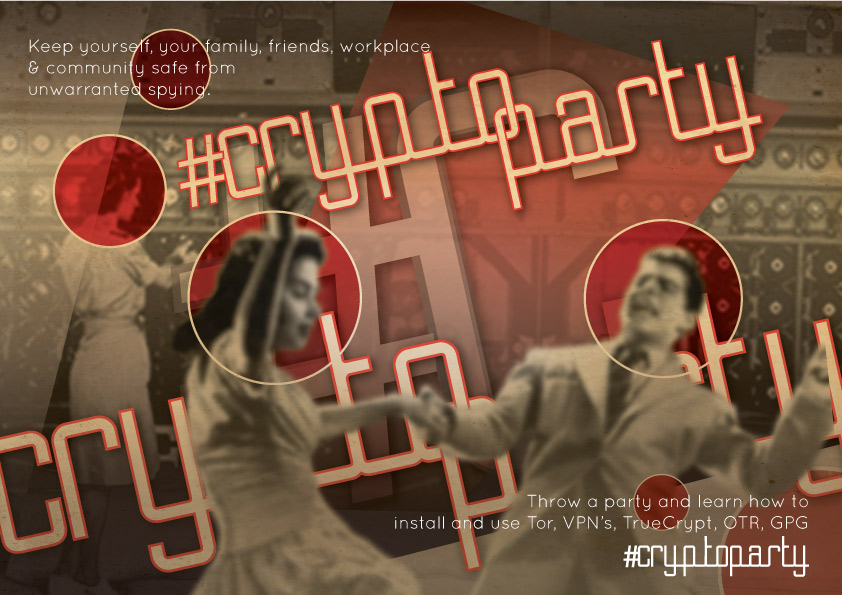 Keep yourself, your family, friends, workplace
& community safe from
unwarranted spying.
#cryptoparty
cryptoparty
Throw a party and learn how to
install and use Tor, VPN's, TrueCrypt, OTR, GPG
#cryptoparty